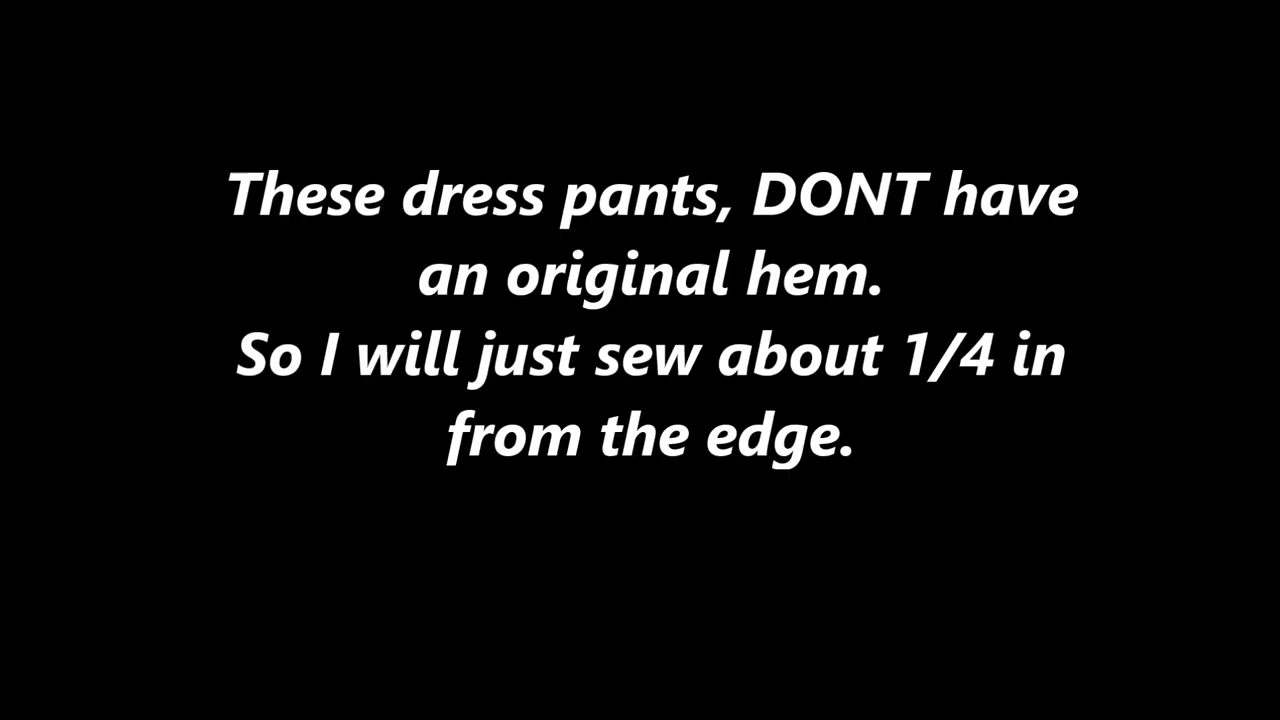 These dress pants, DONT have
an original hem.
So I will just sew about 1/4 in
from the edge.